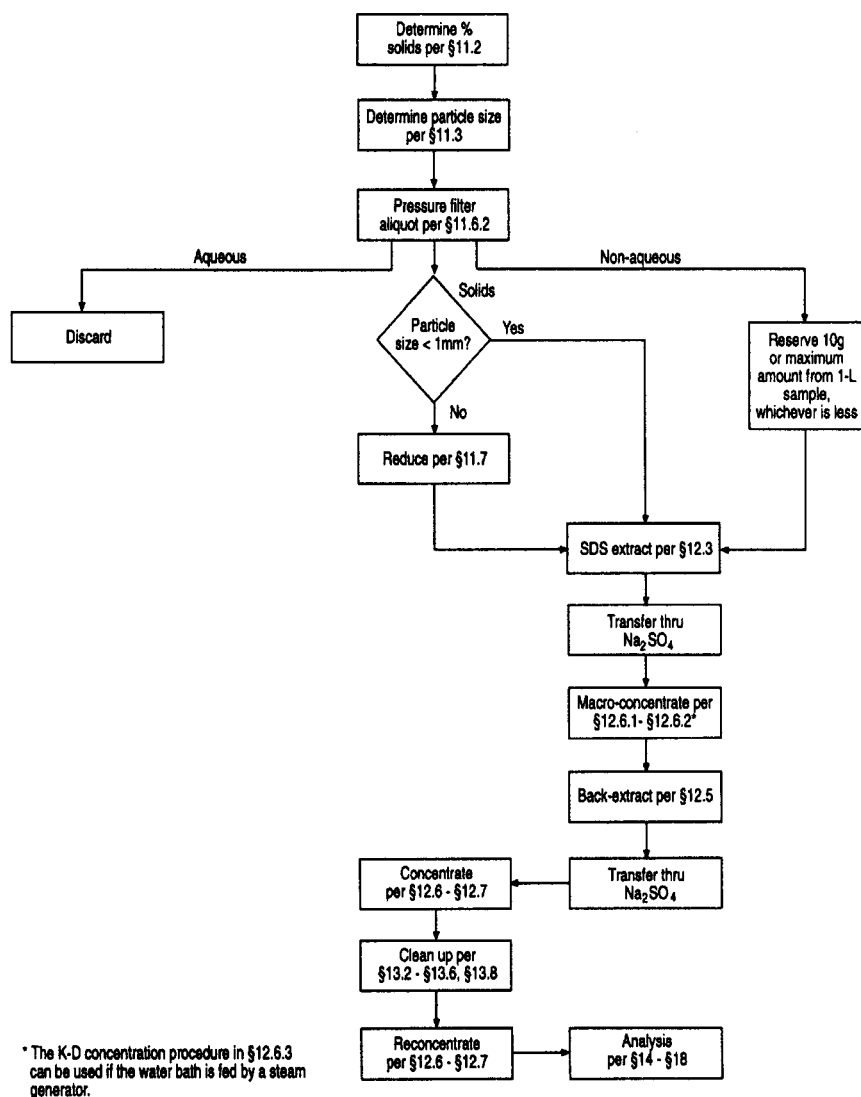 Determine %
solids per §11.2
Determine particle size
per §11.3
Pressure filter
aliquot per §11.6.2
Aqueous
Non-aqueous
Solids
Discard
Particle
size < 1mm?
Yes
No
Reserve 10g
or maximum
amount from 1-L
sample,
whichever is less
Reduce per §11.7
SDS extract per §12.3
Transfer thru
Na₂SO₄
Macro-concentrate per
§12.6.1- §12.6.2*
Back-extract per §12.5
Transfer thru
Na₂SO₄
Concentrate
per §12.6 - §12.7
Clean up per
§13.2 - §13.6, §13.8
Reconcentrate
per §12.6 - §12.7
Analysis
per §14 - §18
* The K-D concentration procedure in §12.6.3
can be used if the water bath is fed by a steam
generator.